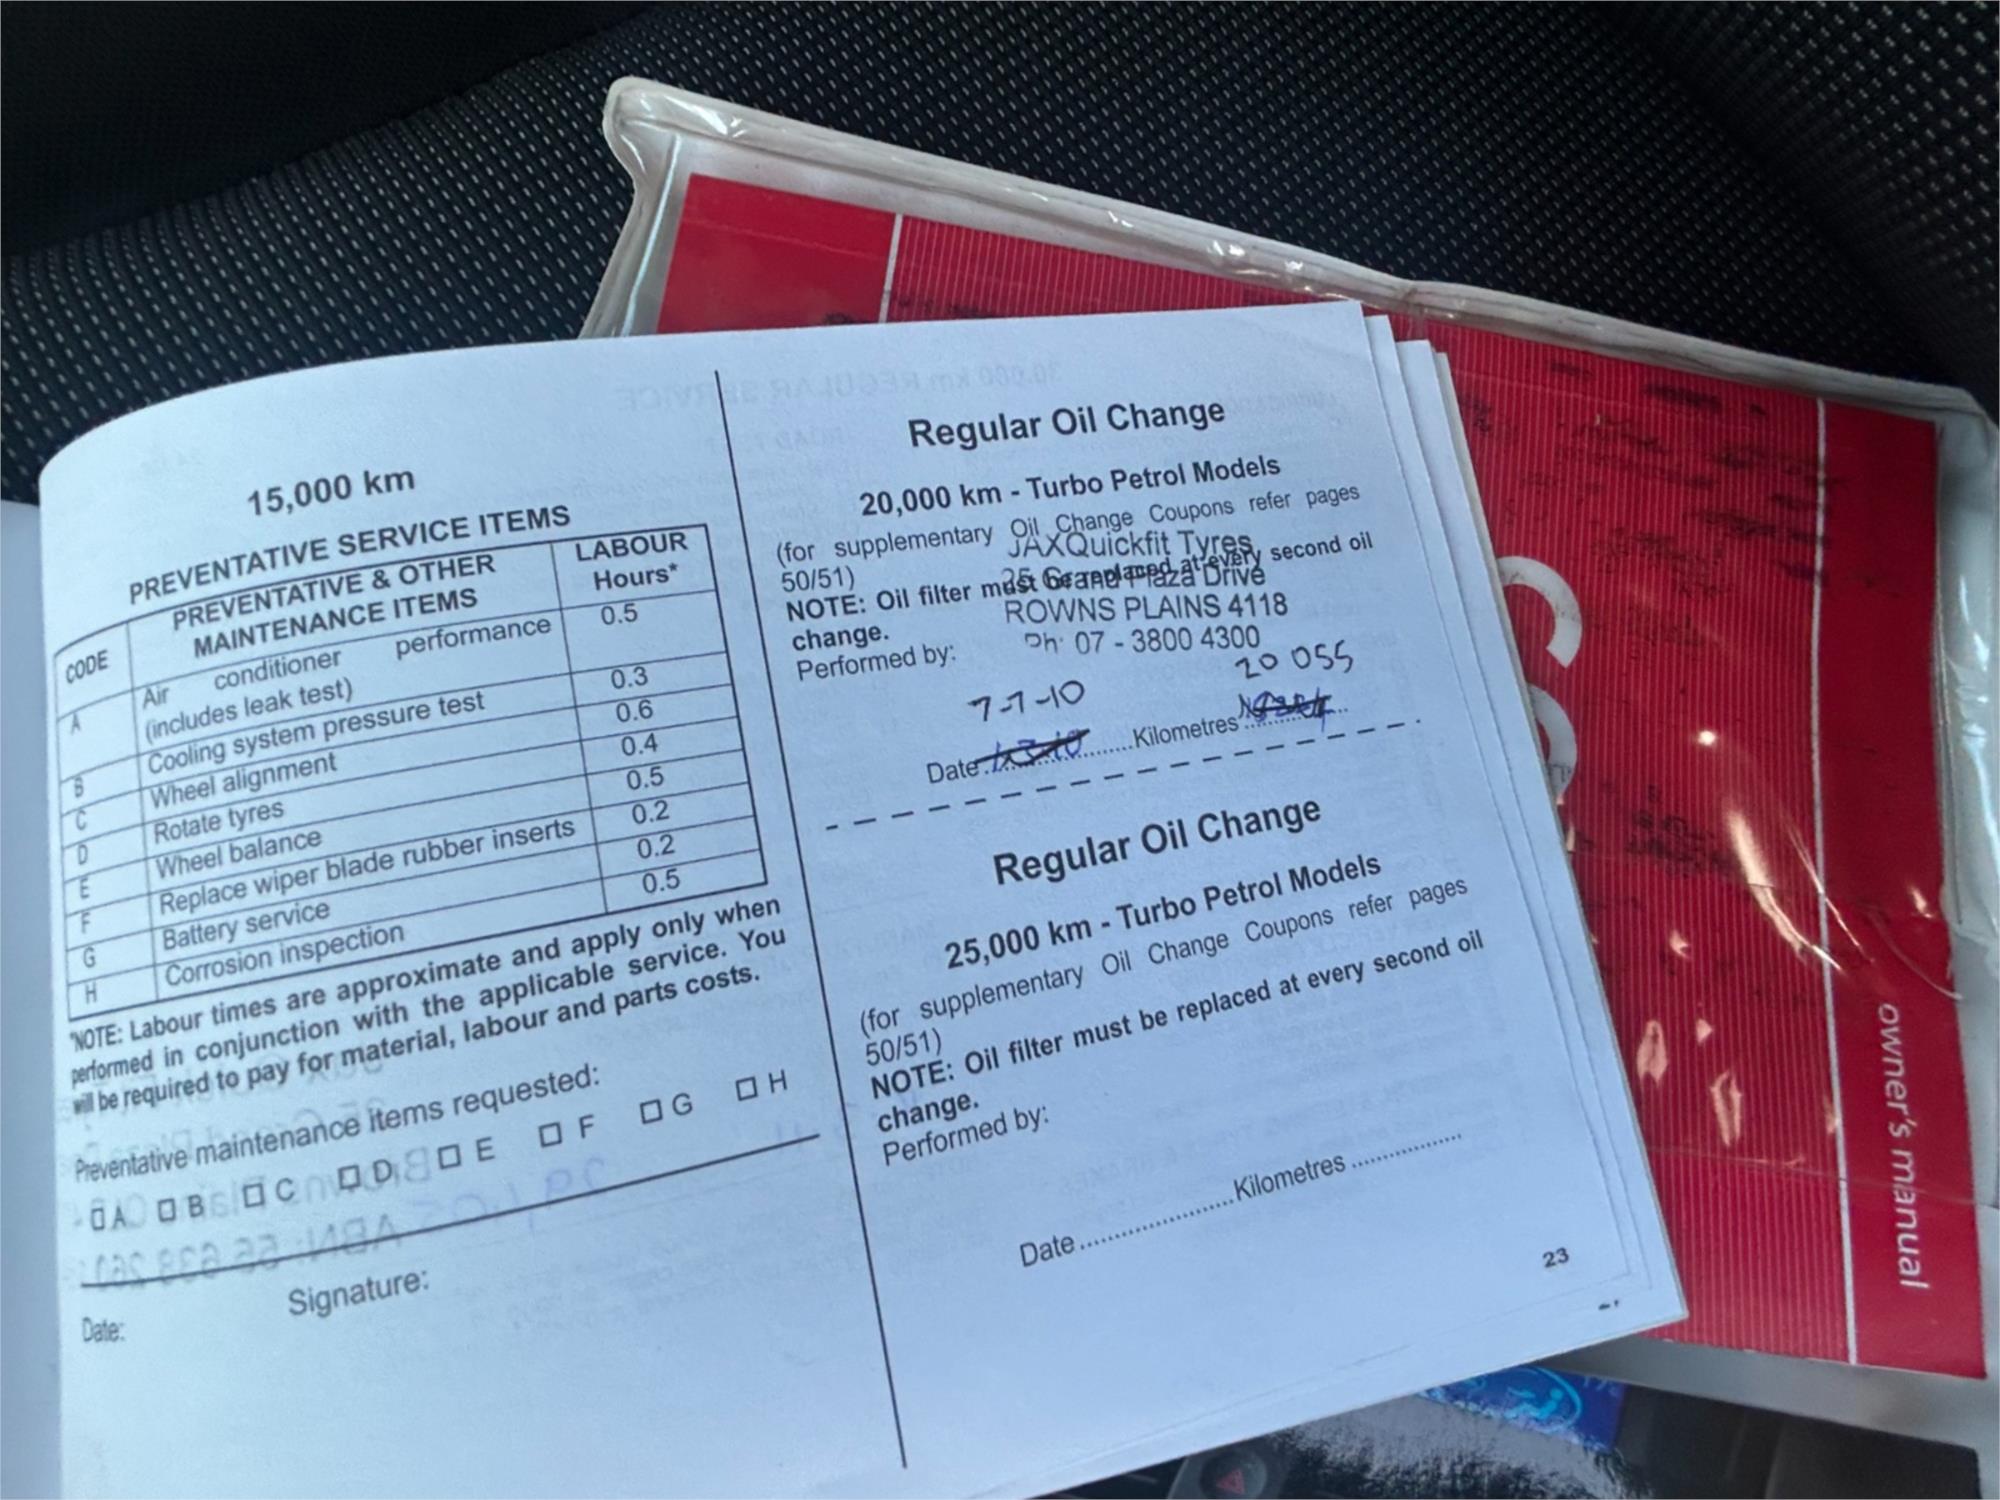 15,000 km
PREVENTATIVE SERVICE ITEMS
CODE
PREVENTATIVE & OTHER
MAINTENANCE ITEMS
LABOUR
Hours*
A
Air conditioner performance
(includes leak test)
0.5
B
Cooling system pressure test
0.3
C
Wheel alignment
0.6
D
Rotate tyres
0.4
E
Wheel balance
0.5
F
Replace wiper blade rubber inserts
0.2
G
Battery service
0.2
H
Corrosion inspection
0.5
*NOTE: Labour times are approximate and apply only when
performed in conjunction with the applicable service. You
will be required to pay for material, labour and parts costs.
Preventative maintenance items requested:
A B C D E F G H
Date:
Signature:
Regular Oil Change
20,000 km - Turbo Petrol Models
(for supplementary Oil Change Coupons refer pages
50/51)
NOTE: Oil filter must be replaced at every second oil
change.
Performed by:
JAXQuickfit Tyres
25 Grand Plaza Drive
ROWNS PLAINS 4118
Ph: 07 - 3800 4300
7-7-10
20 055
Date ..........Kilometres ..........
Regular Oil Change
25,000 km - Turbo Petrol Models
(for supplementary Oil Change Coupons refer pages
50/51)
NOTE: Oil filter must be replaced at every second oil
change.
Performed by:
Date ..........Kilometres ..........
23
owner's manual